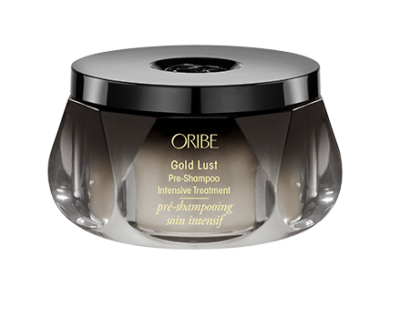 ORIBE
Gold Lust
Pre-Shampoo
Intensive Treatment
pré-shampooing
soin intensif